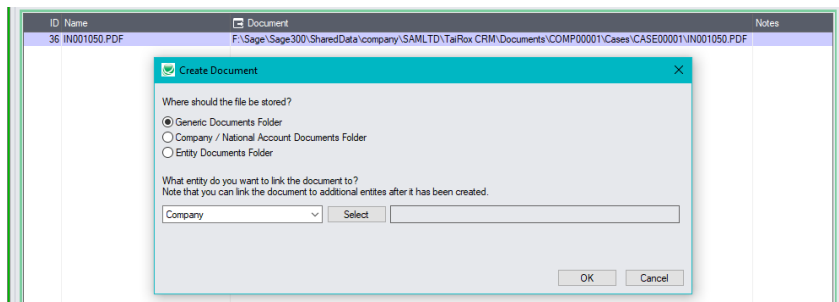 ID Name Document Notes
36 IN001050.PDF F:\Sage\Sage300\SharedData\company\SAMLTD\TaiRox CRM\Documents\COMP00001\Cases\CASE00001\IN001050.PDF
Create Document
Where should the file be stored?
Generic Documents Folder
Company / National Account Documents Folder
Entity Documents Folder
What entity do you want to link the document to?
Note that you can link the document to additional entites after it has been created.
Company Select
OK Cancel